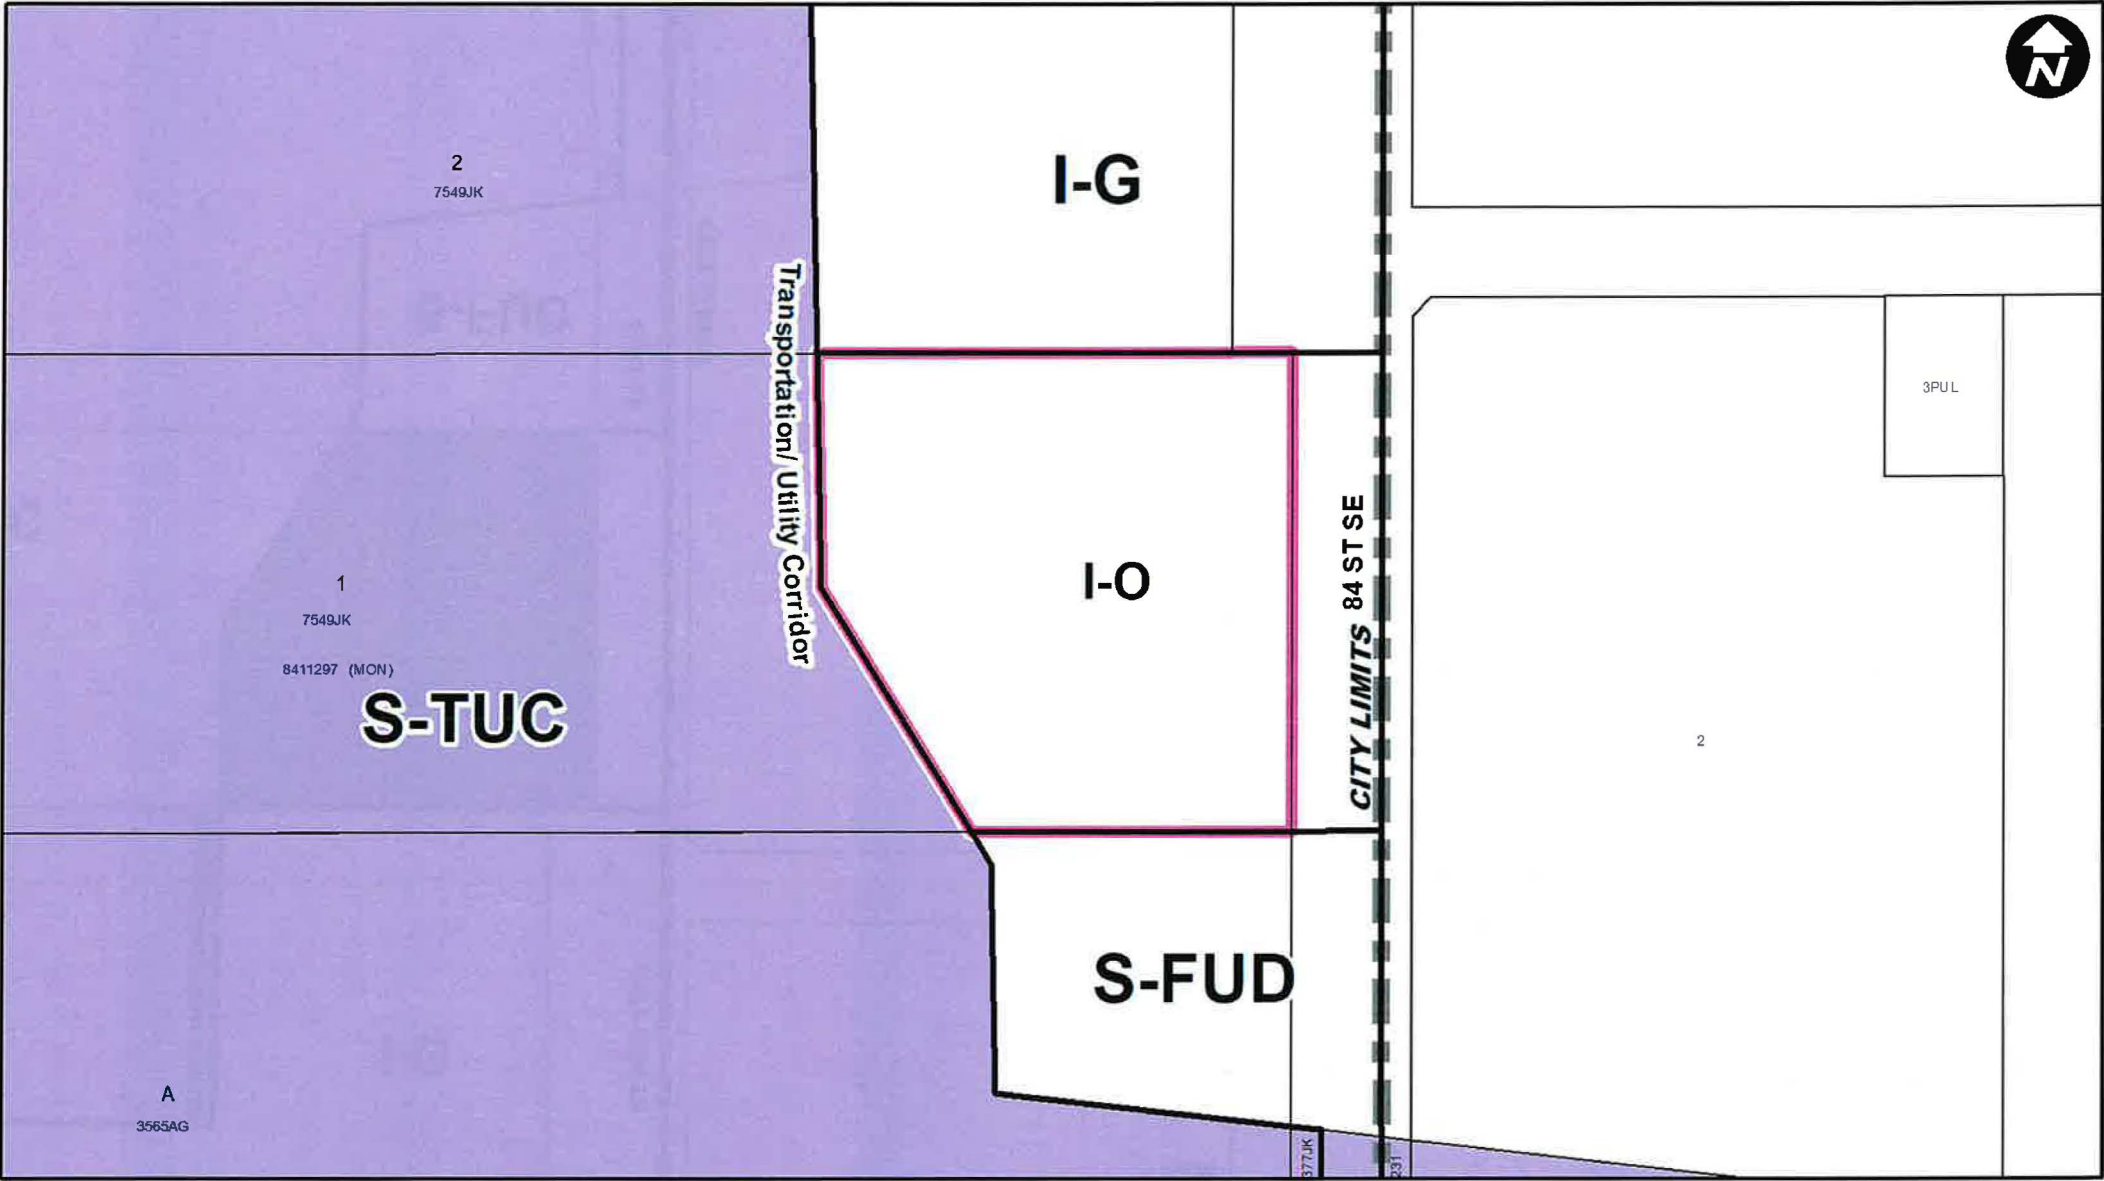 N
2
7549JK
I-G
Transportation/ Utility Corridor
3PUL
I-O
84 ST SE
CITY LIMITS
1
7549JK
8411297 (MON)
S-TUC
2
S-FUD
A
3565AG
377JK
231